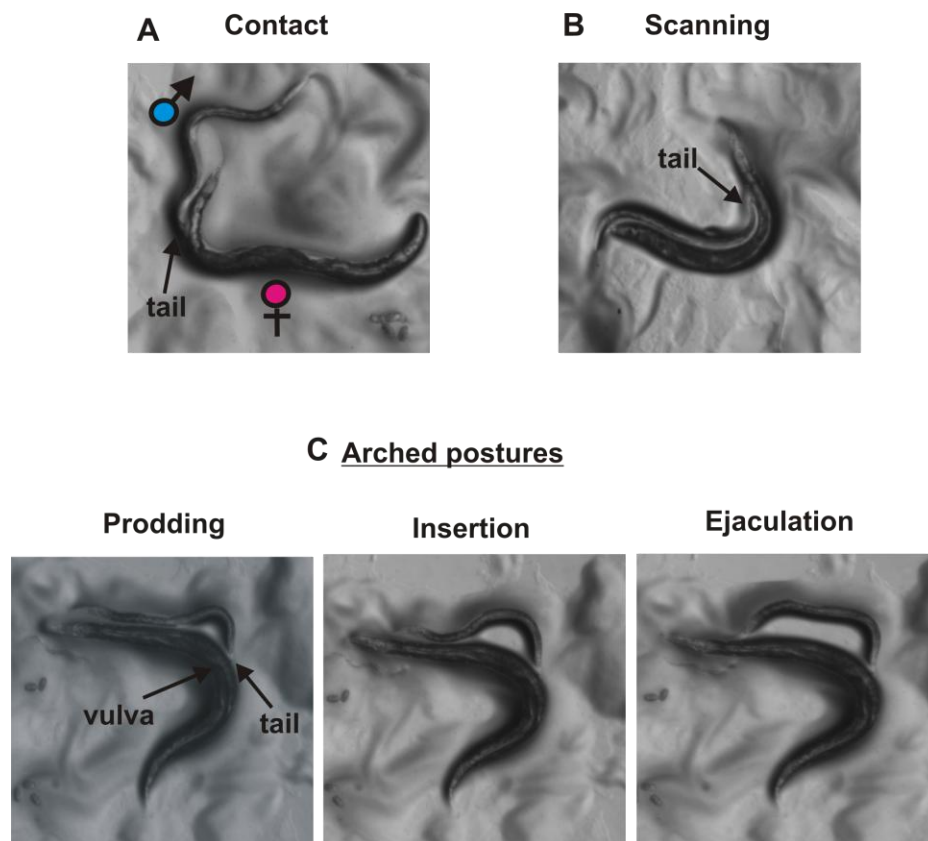 A Contact
B Scanning
tail
tail
C Arched postures
Prodding
Insertion
Ejaculation
vulva
tail